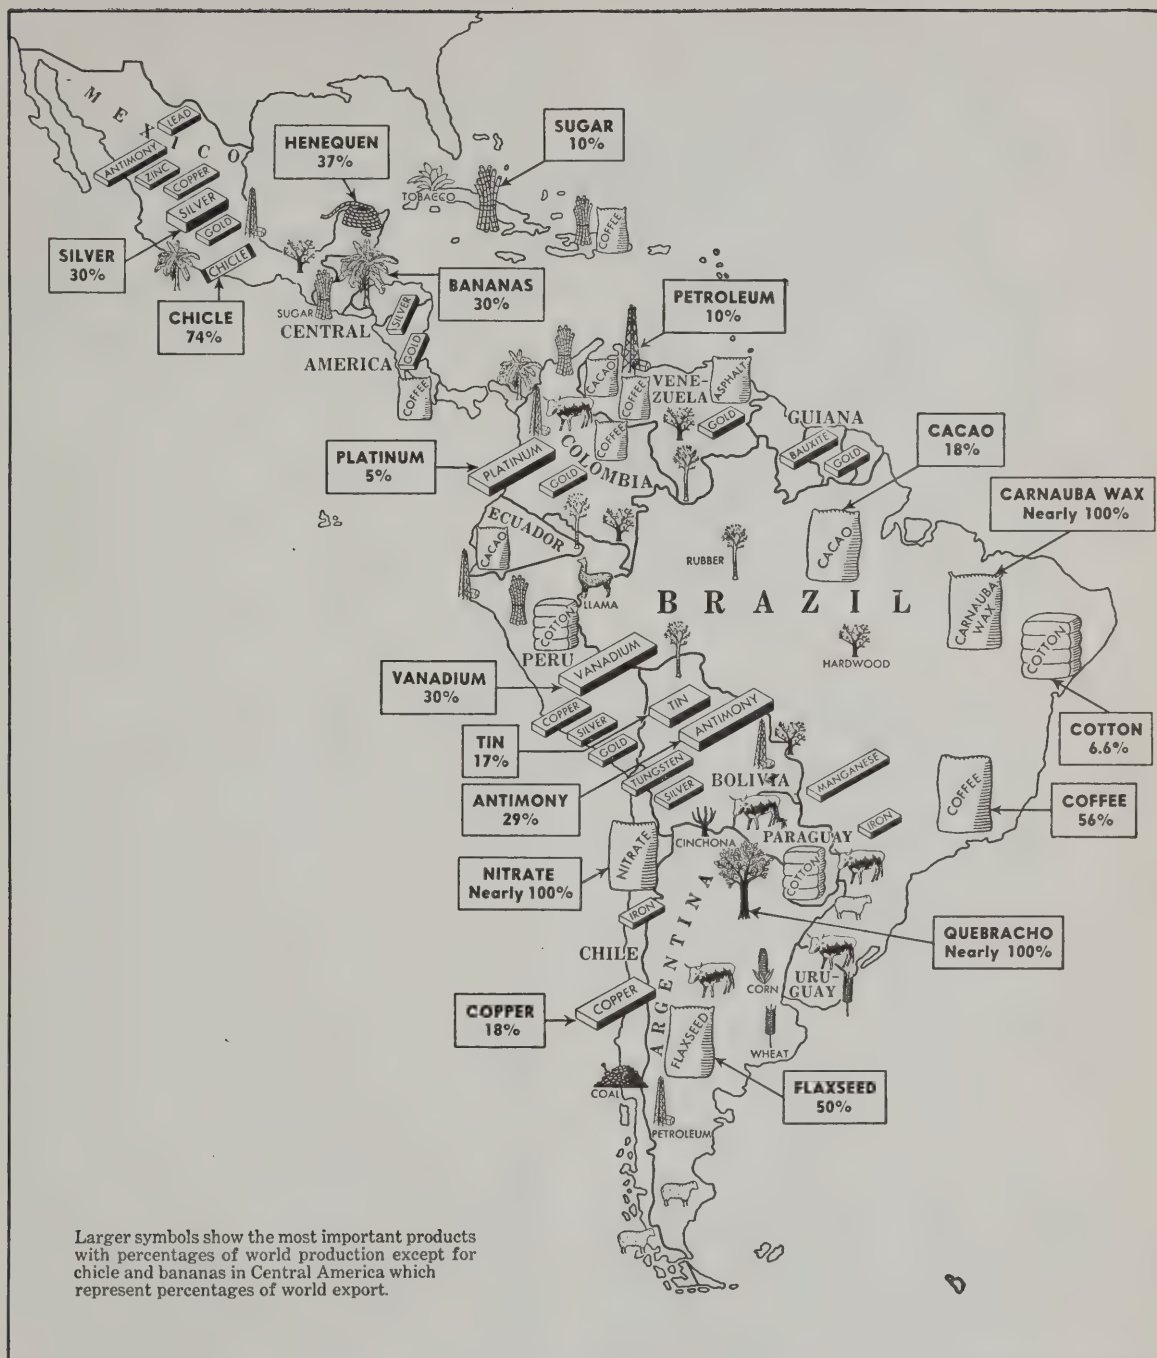 MEXICO
LEAD
ANTIMONY
ZINC
COPPER
SILVER
GOLD
CHICLE
SILVER
30%
CHICLE
74%
HENEQUEN
37%
SUGAR
10%
TOBACCO
COFFEE
BANANAS
30%
SUGAR
CENTRAL
AMERICA
SILVER
GOLD
COFFEE
PETROLEUM
10%
CACAO
COFFEE
VENE-
ZUELA
ASPHALT
GOLD
GUIANA
BAUXITE
GOLD
COFFEE
COLOMBIA
PLATINUM
5%
PLATINUM
GOLD
CACAO
18%
CARNAUBA WAX
Nearly 100%
ECUADOR
CACAO
RUBBER
CACAO
LLAMA
BRAZIL
CARNAUBA
WAX
COTTON
COTTON
HARDWOOD
PERU
VANADIUM
VANADIUM
30%
COPPER
SILVER
GOLD
TIN
17%
TIN
ANTIMONY
ANTIMONY
29%
TUNGSTEN
SILVER
BOLIVIA
MANGANESE
IRON
COTTON
6.6%
COFFEE
COFFEE
56%
CINCHONA
PARAGUAY
COTTON
NITRATE
NITRATE
Nearly 100%
IRON
CHILE
ARGENTINA
QUEBRACHO
Nearly 100%
CORN
URU-
GUAY
COPPER
COPPER
18%
FLAXSEED
WHEAT
FLAXSEED
50%
COAL
PETROLEUM
Larger symbols show the most important products
with percentages of world production except for
chicle and bananas in Central America which
represent percentages of world export.